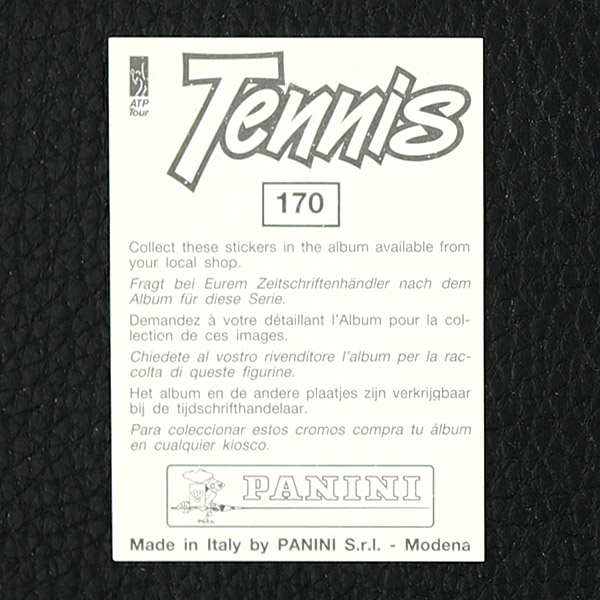 ATP
Tour
Tennis
170
Collect these stickers in the album available from
your local shop.
Fragt bei Eurem Zeitschriftenhändler nach dem
Album für diese Serie.
Demandez à votre détaillant l'Album pour la col-
lection de ces images.
Chiedete al vostro rivenditore l'album per la rac-
colta di queste figurine.
Het album en de andere plaatjes zijn verkrijgbaar
bij de tijdschrifthandelaar.
Para coleccionar estos cromos compra tu álbum
en cualquier kiosco.
PANINI
Made in Italy by PANINI S.r.l. - Modena